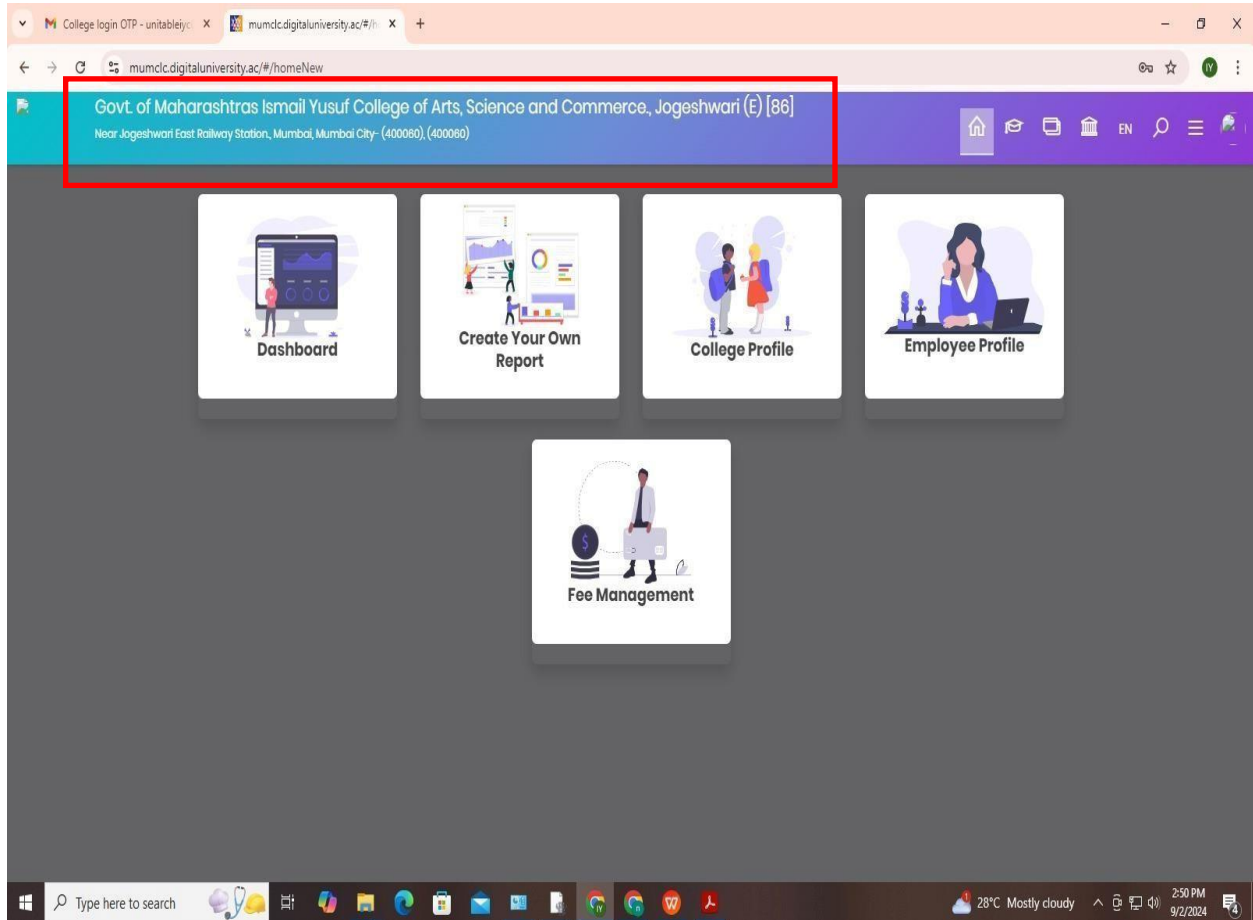 College login OTP - unitableiyc
mumclc.digitaluniversity.ac/#/h
mumclc.digitaluniversity.ac/#/homeNew
IY
Govt. of Maharashtras Ismail Yusuf College of Arts, Science and Commerce., Jogeshwari (E) [86]
Near Jogeshwari East Railway Station., Mumbai, Mumbai City- (400060), (400060)
EN
Dashboard
Create Your Own
Report
College Profile
Employee Profile
$
Fee Management
Type here to search
28°C Mostly cloudy
2:50 PM
9/2/2024
4